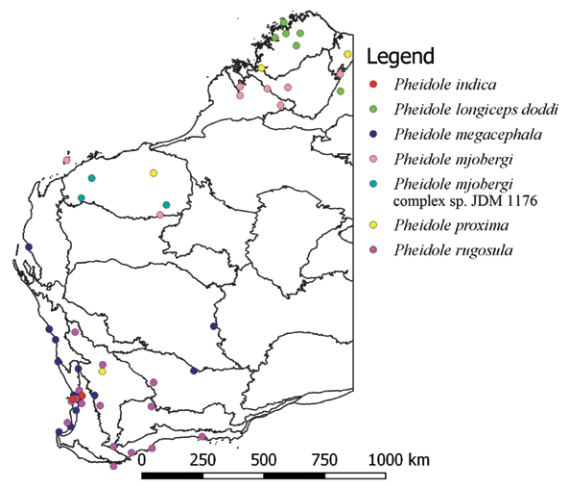 Legend
Pheidole indica
Pheidole longiceps doddi
Pheidole megacephala
Pheidole mjobergi
Pheidole mjobergi
complex sp. JDM 1176
Pheidole proxima
Pheidole rugosula
0 250 500 750 1000 km